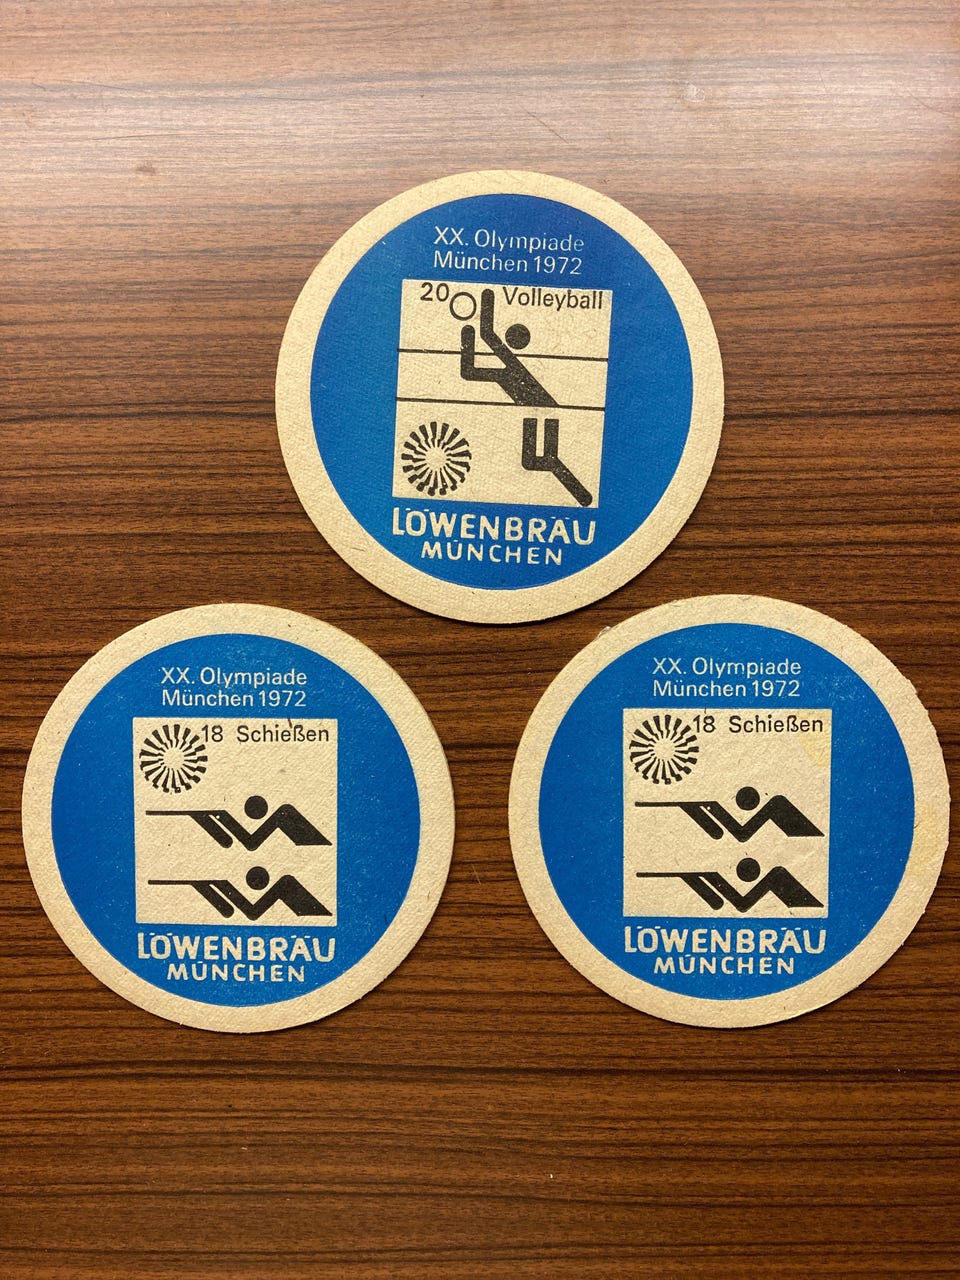 XX. Olympiade
München 1972
20 Volleyball
LÖWENBRÄU
MÜNCHEN
XX. Olympiade
München 1972
18 Schießen
LÖWENBRÄU
MÜNCHEN
XX. Olympiade
München 1972
18 Schießen
LÖWENBRÄU
MÜNCHEN